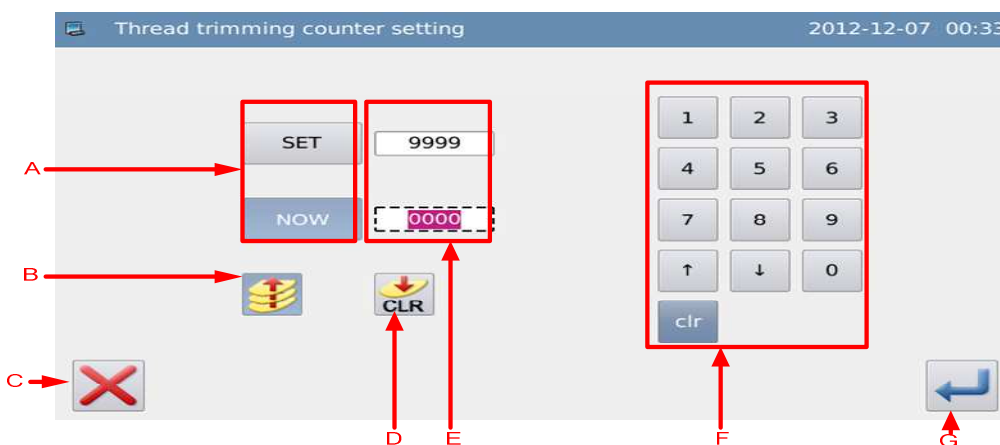 Thread trimming counter setting 2012-12-07 00:33
1 2 3
SET 9999
A
4 5 6
NOW 0000
7 8 9
B
↑ ↓ 0
CLR
clr
C
D E F G